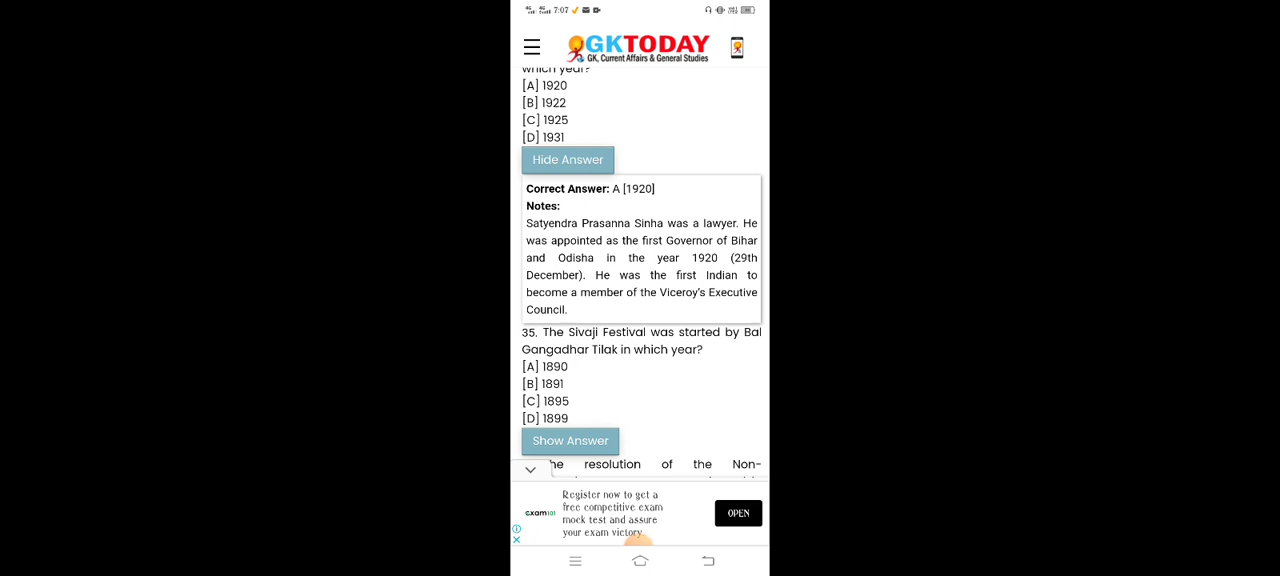 7:07
GKTODAY
GK, Current Affairs & General Studies
which year?
[A] 1920
[B] 1922
[C] 1925
[D] 1931
Hide Answer
Correct Answer: A [1920]
Notes:
Satyendra Prasanna Sinha was a lawyer. He
was appointed as the first Governor of Bihar
and Odisha in the year 1920 (29th
December). He was the first Indian to
become a member of the Viceroy's Executive
Council.
35. The Sivaji Festival was started by Bal
Gangadhar Tilak in which year?
[A] 1890
[B] 1891
[C] 1895
[D] 1899
Show Answer
he resolution of the Non-
Register now to get a
free competitive exam
mock test and assure
your exam victory.
exam101
OPEN